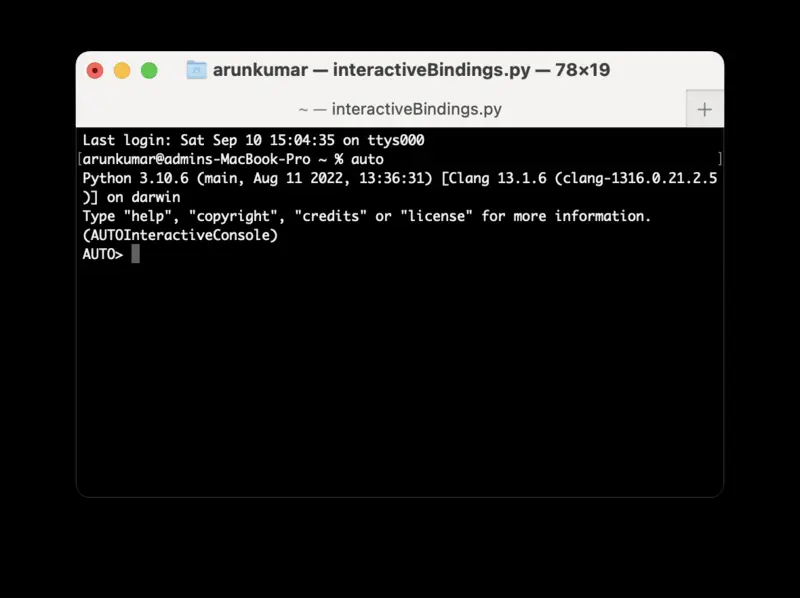 arunkumar — interactiveBindings.py — 78×19
~ — interactiveBindings.py
Last login: Sat Sep 10 15:04:35 on ttys000
[arunkumar@admins-MacBook-Pro ~ % auto ]
Python 3.10.6 (main, Aug 11 2022, 13:36:31) [Clang 13.1.6 (clang-1316.0.21.2.5
)] on darwin
Type "help", "copyright", "credits" or "license" for more information.
(AUTOInteractiveConsole)
AUTO>